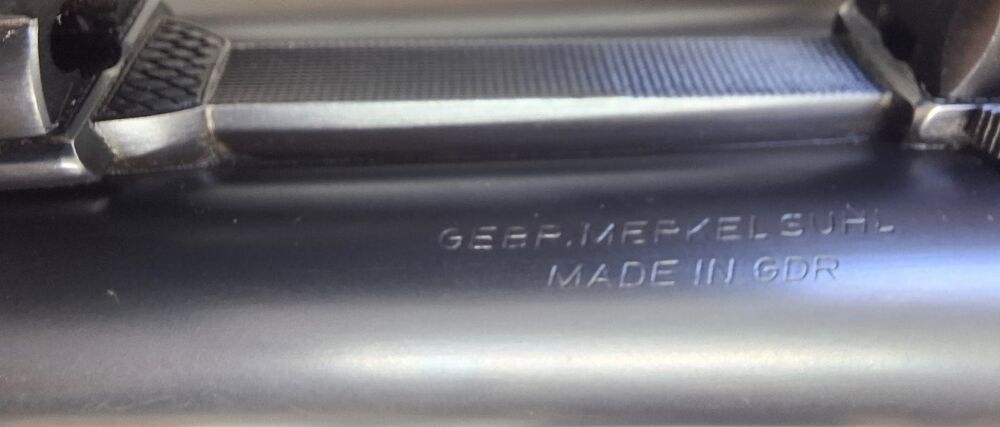 GEBR. MERKEL SUHL
MADE IN GDR